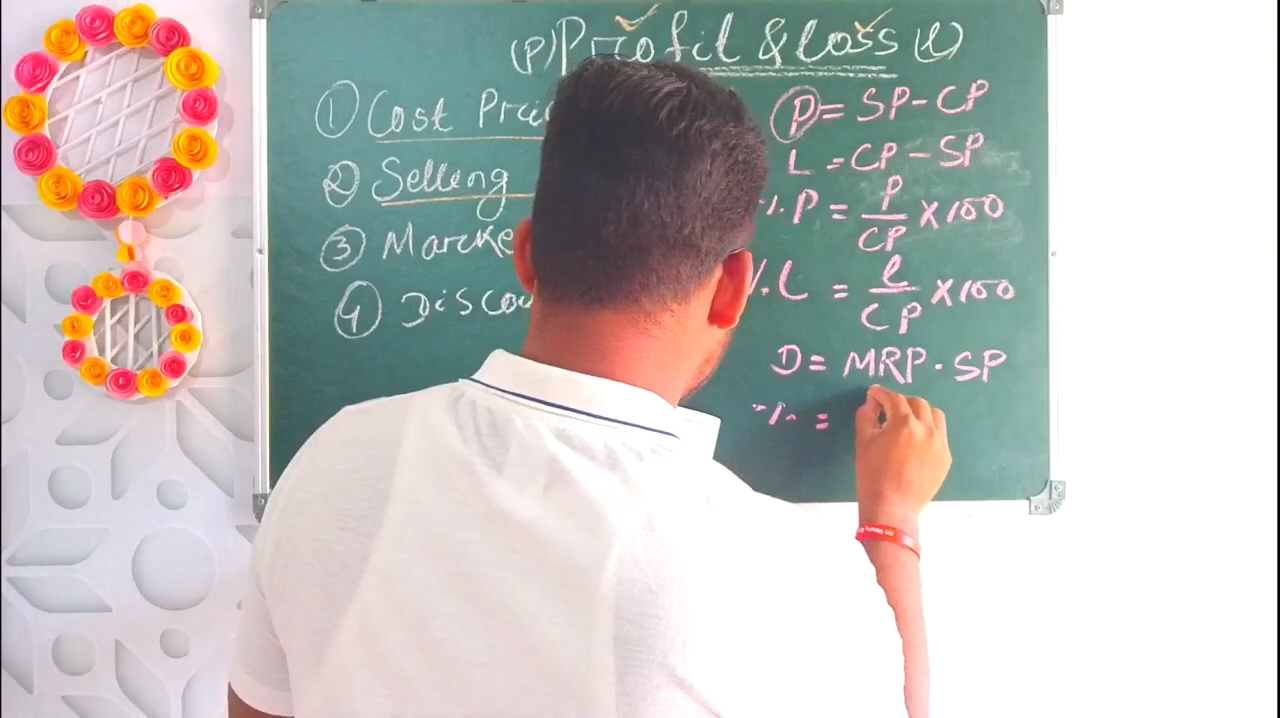 (P) Profit & loss (l)
① Cost Pric
② Selling
③ Marcke
④ Discou
P = SP - CP
L = CP - SP
% P = P/CP × 100
% L = l/CP × 100
D = MRP - SP
% =